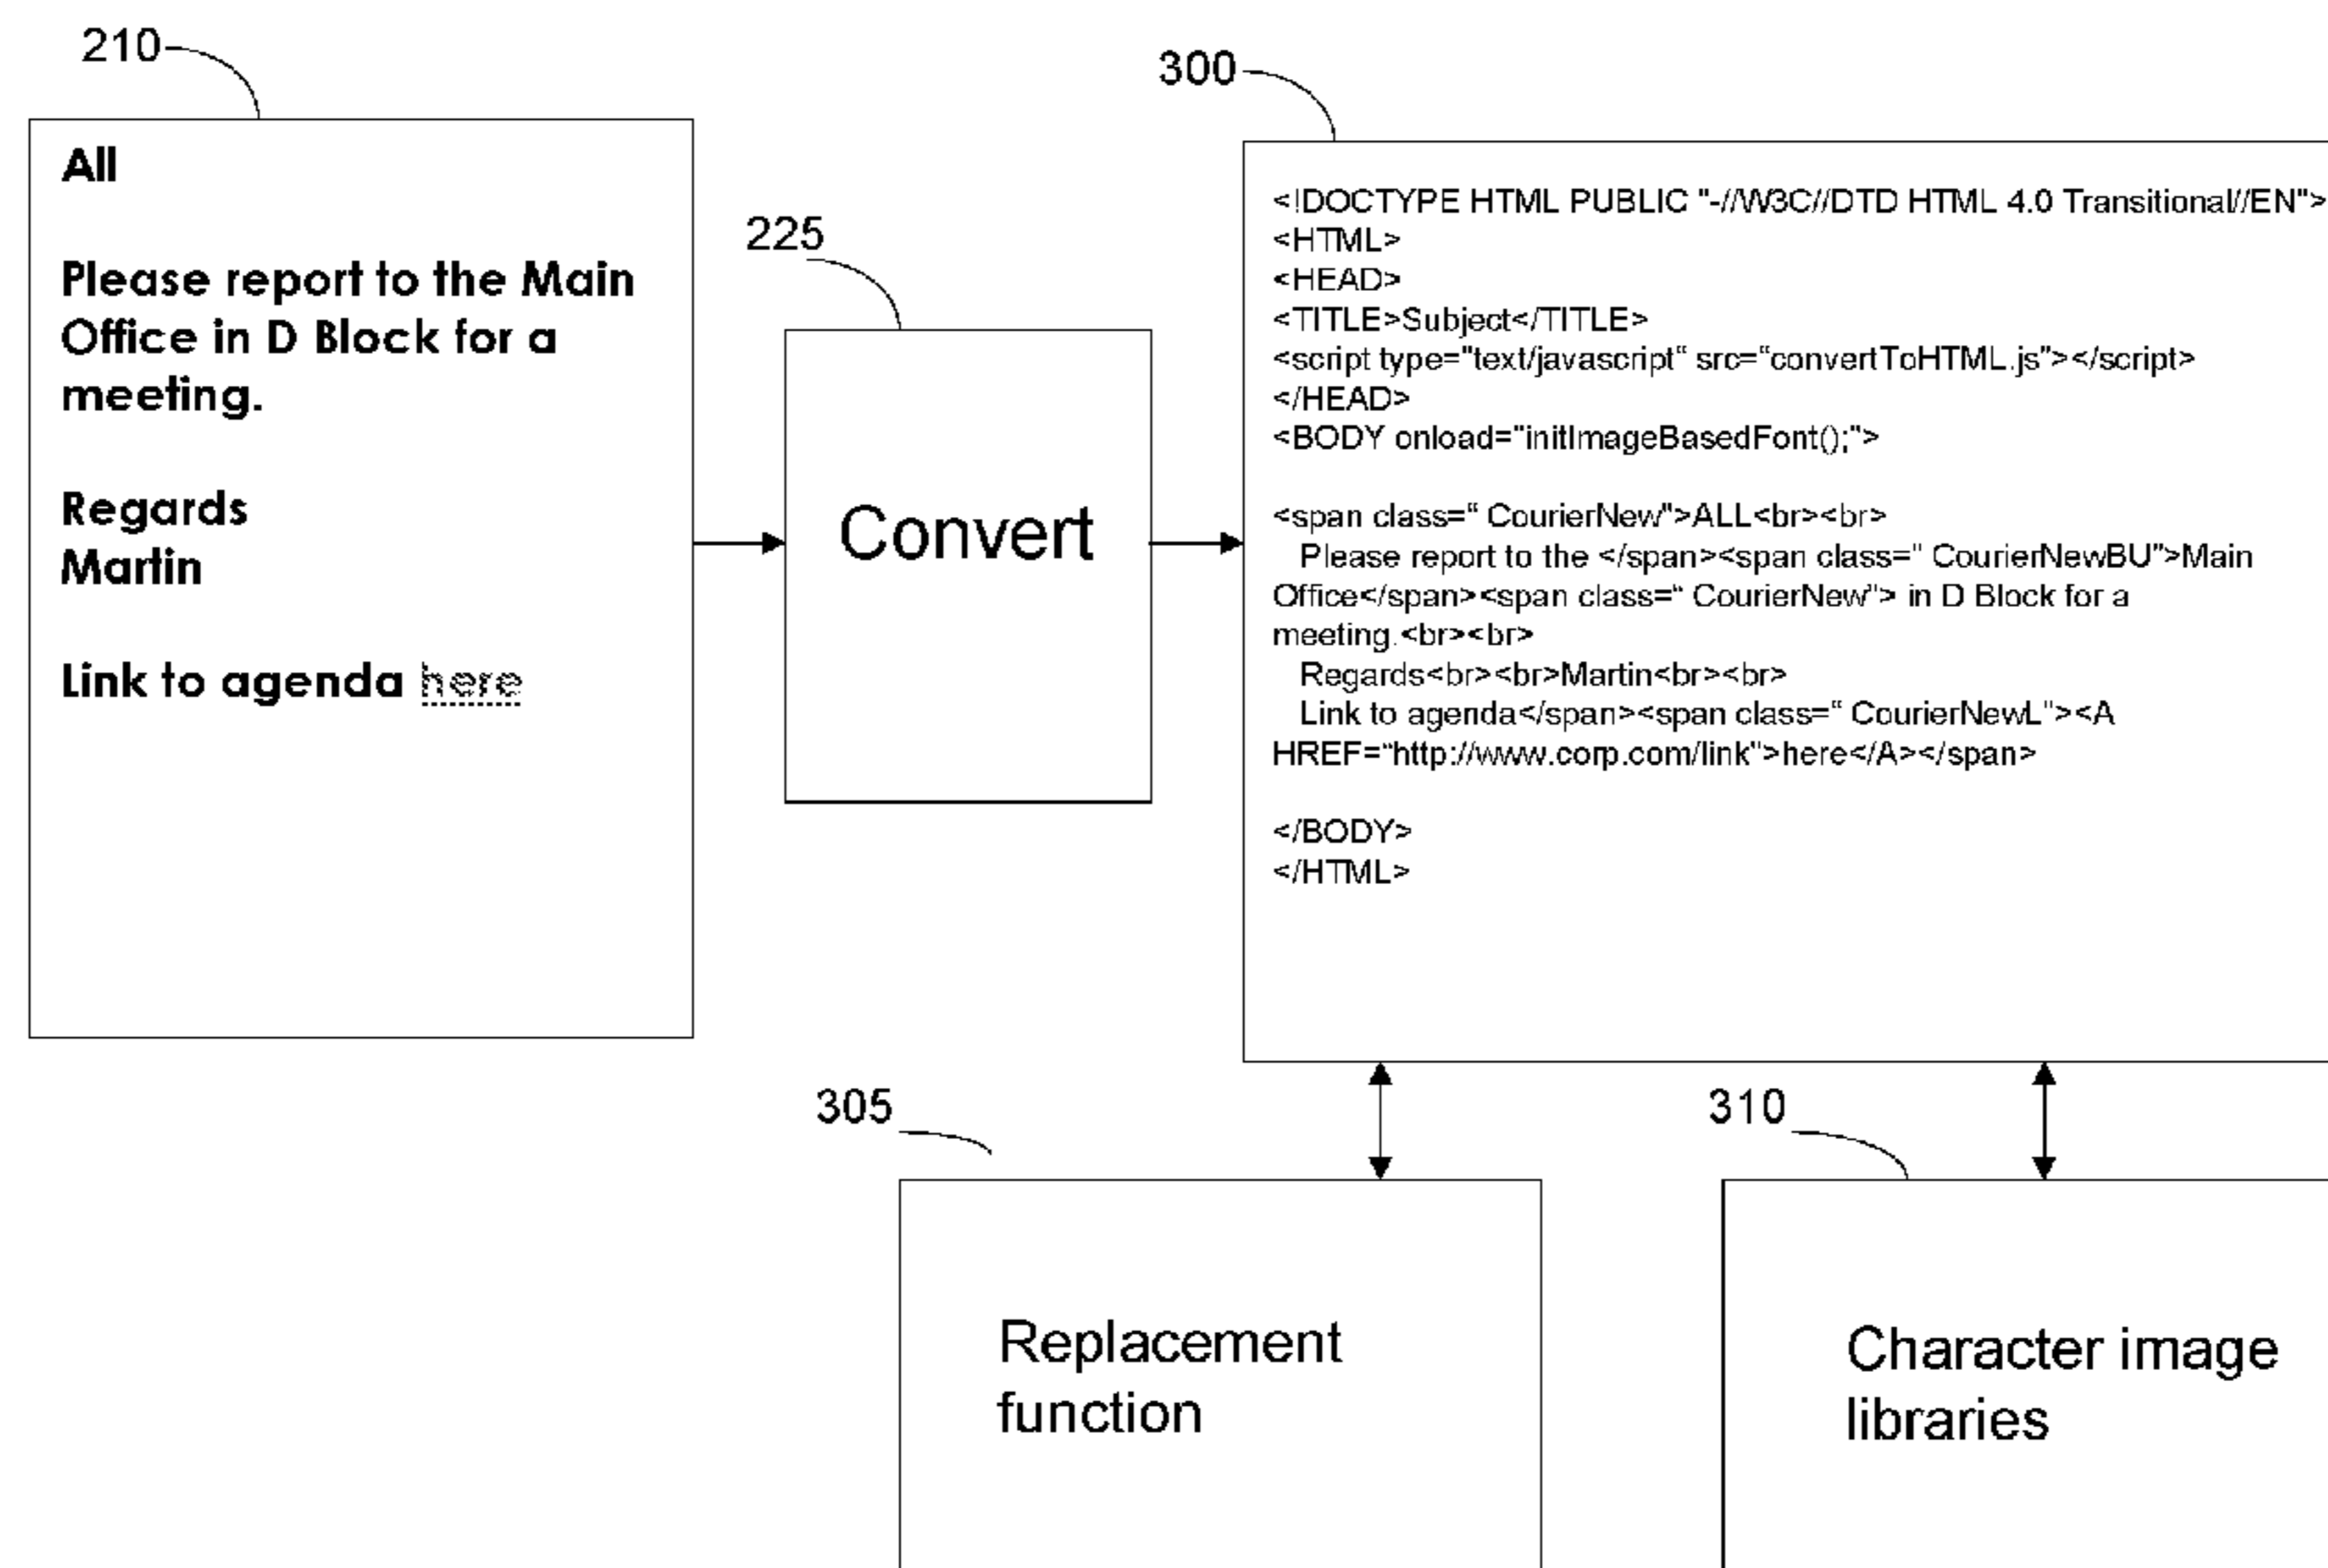 210
All
Please report to the Main
Office in D Block for a
meeting.
Regards
Martin
Link to agenda here
225
Convert
300
<!DOCTYPE HTML PUBLIC "-//W3C//DTD HTML 4.0 Transitional//EN">
<HTML>
<HEAD>
<TITLE>Subject</TITLE>
<script type="text/javascript“ src=“convertToHTML.js"></script>
</HEAD>
<BODY onload="initImageBasedFont();">
<span class=“ CourierNew">ALL<br><br>
Please report to the </span><span class=“ CourierNewBU">Main
Office</span><span class=“ CourierNew"> in D Block for a
meeting.<br><br>
Regards<br><br>Martin<br><br>
Link to agenda</span><span class=“ CourierNewL"><A
HREF=“http://www.corp.com/link">here</A></span>
</BODY>
</HTML>
305
Replacement
function
310
Character image
libraries